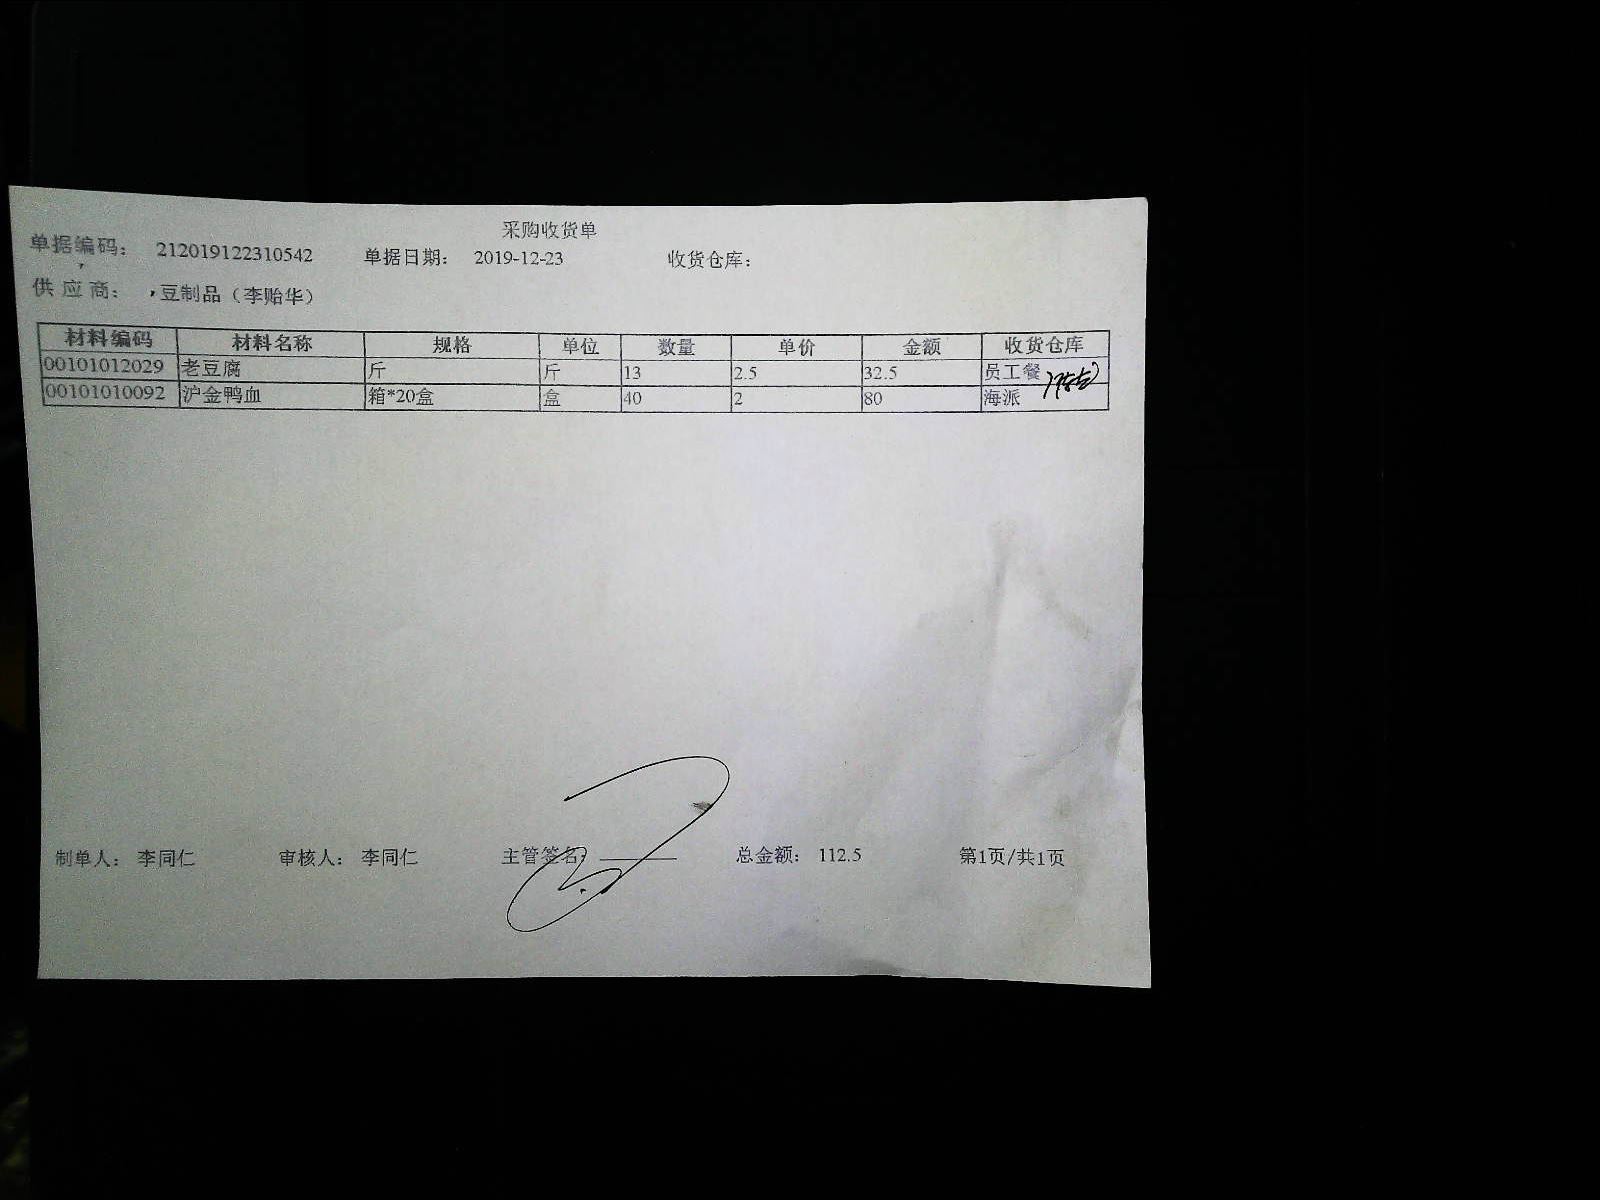 采购收货单
单据编码： 212019122310542 单据日期： 2019-12-23 收货仓库：
供应商： ，豆制品（李贻华）
材料编码 材料名称 规格 单位 数量 单价 金额 收货仓库
00101012029 老豆腐 斤 斤 13 2.5 32.5 员工餐
00101010092 沪金鸭血 箱*20盒 盒 40 2 80 海派
制单人： 李同仁 审核人： 李同仁 主管签名： 总金额： 112.5 第1页/共1页